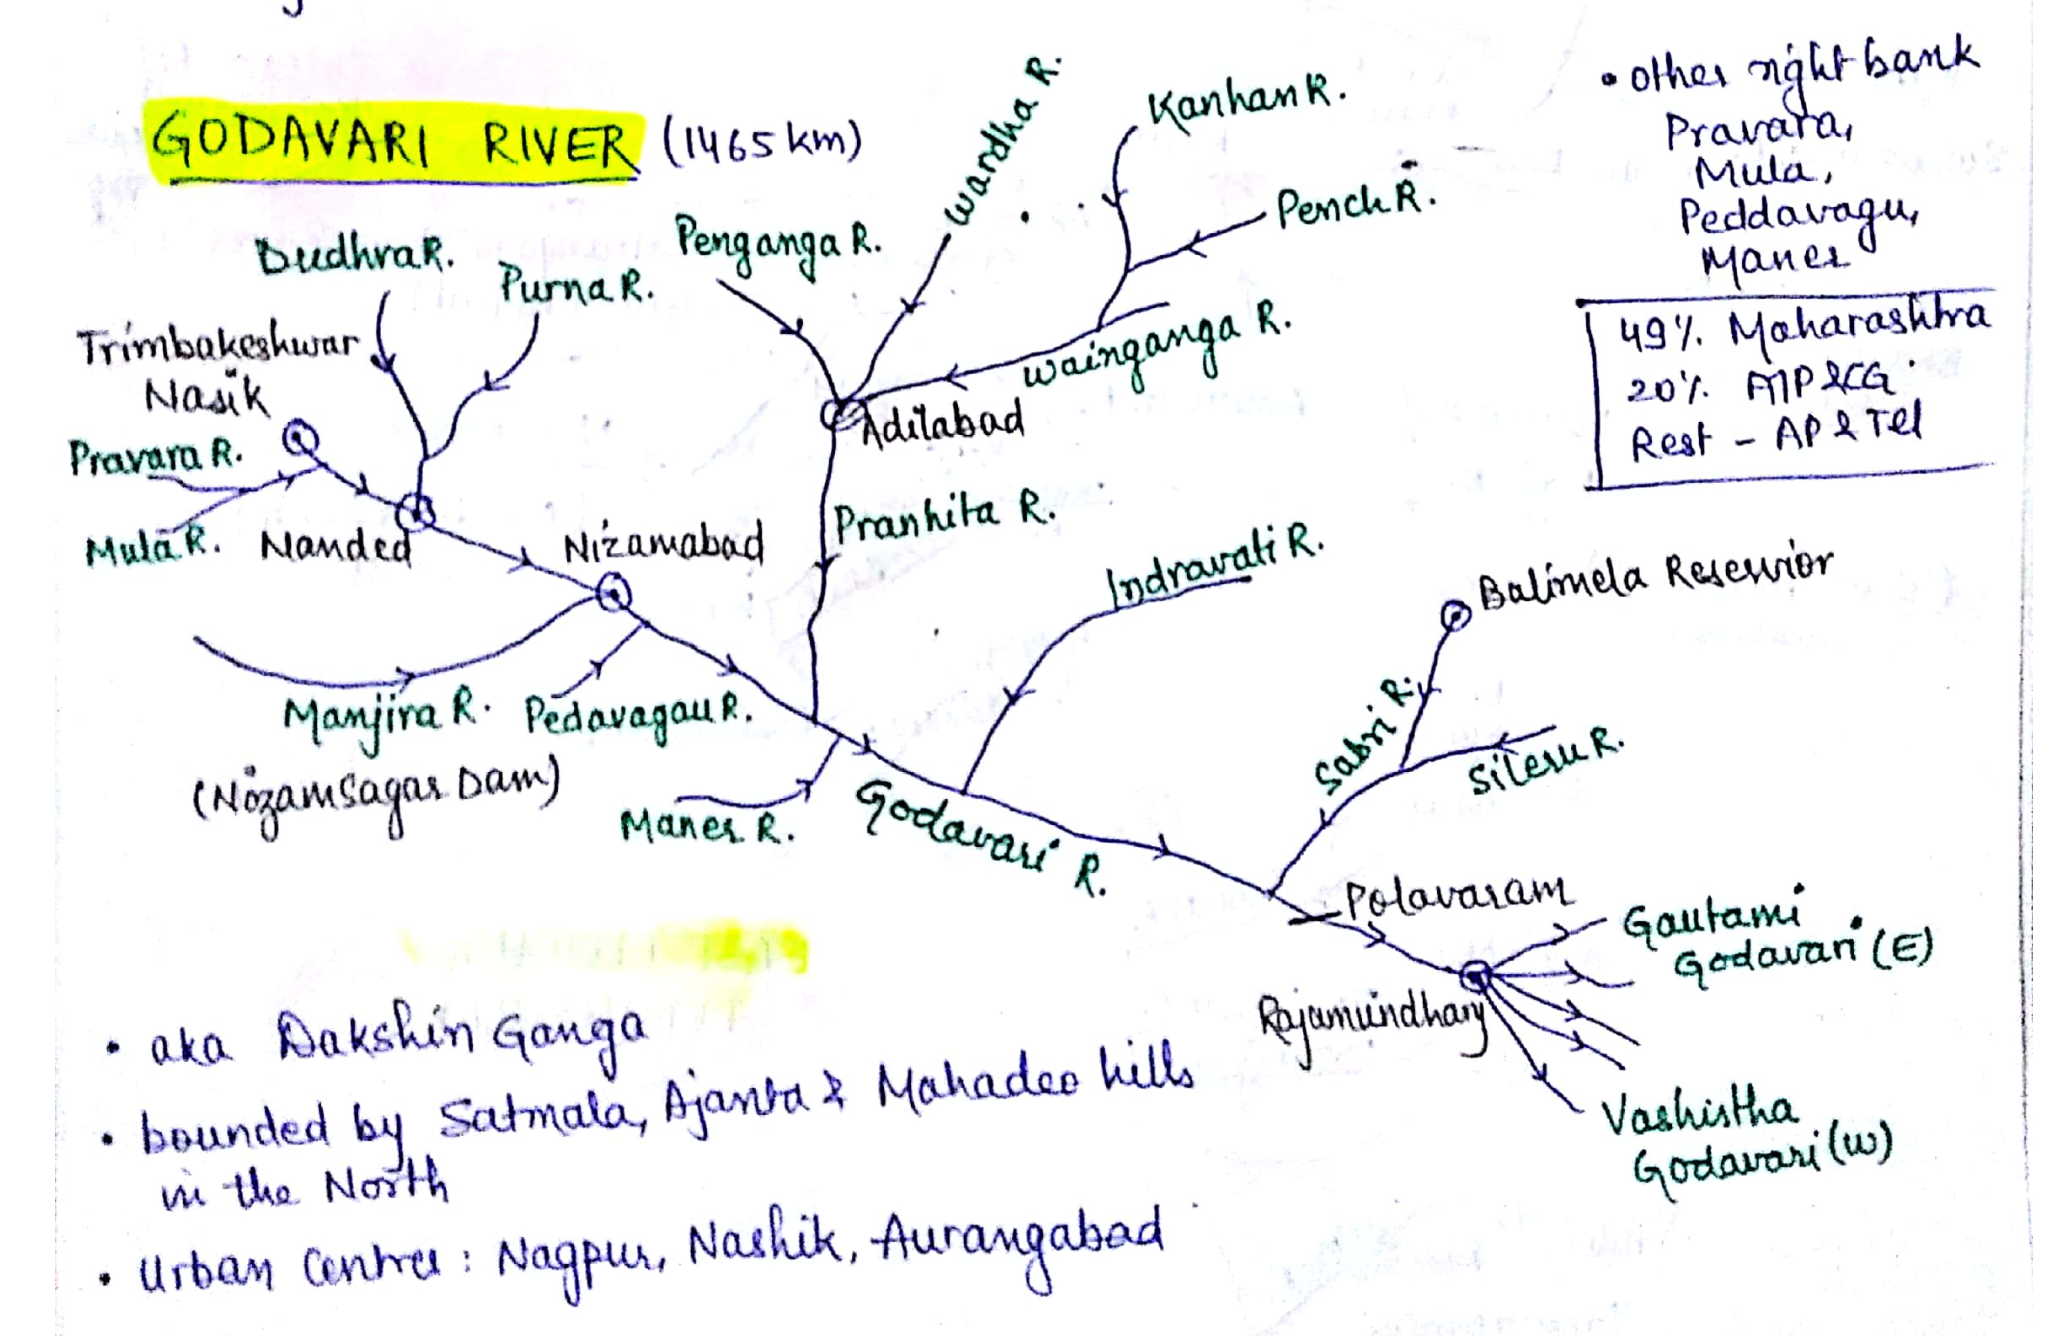 GODAVARI RIVER (1465 km)
• other right bank
Pravara,
Mula,
Peddavagu,
Maner
49% Maharashtra
20% MP & CG
Rest - AP & Tel
Wardha R.
Kanhan R.
Pench R.
Penganga R.
Dudhra R.
Purna R.
Wainganga R.
Trimbakeshwar
Nasik
Adilabad
Pravara R.
Mula R.
Nanded
Nizamabad
Pranhita R.
Indravati R.
Balimela Reservior
Manjira R.
(Nizamsagar Dam)
Pedavagau R.
Maner R.
Godavari R.
Sabri R.
Sileru R.
Polavaram
Rajamundhary
Gautami
Godavari (E)
Vashistha
Godavari (W)
• aka Dakshin Ganga
• bounded by Satmala, Ajanta & Mahadeo hills
in the North
• Urban Centres : Nagpur, Nashik, Aurangabad